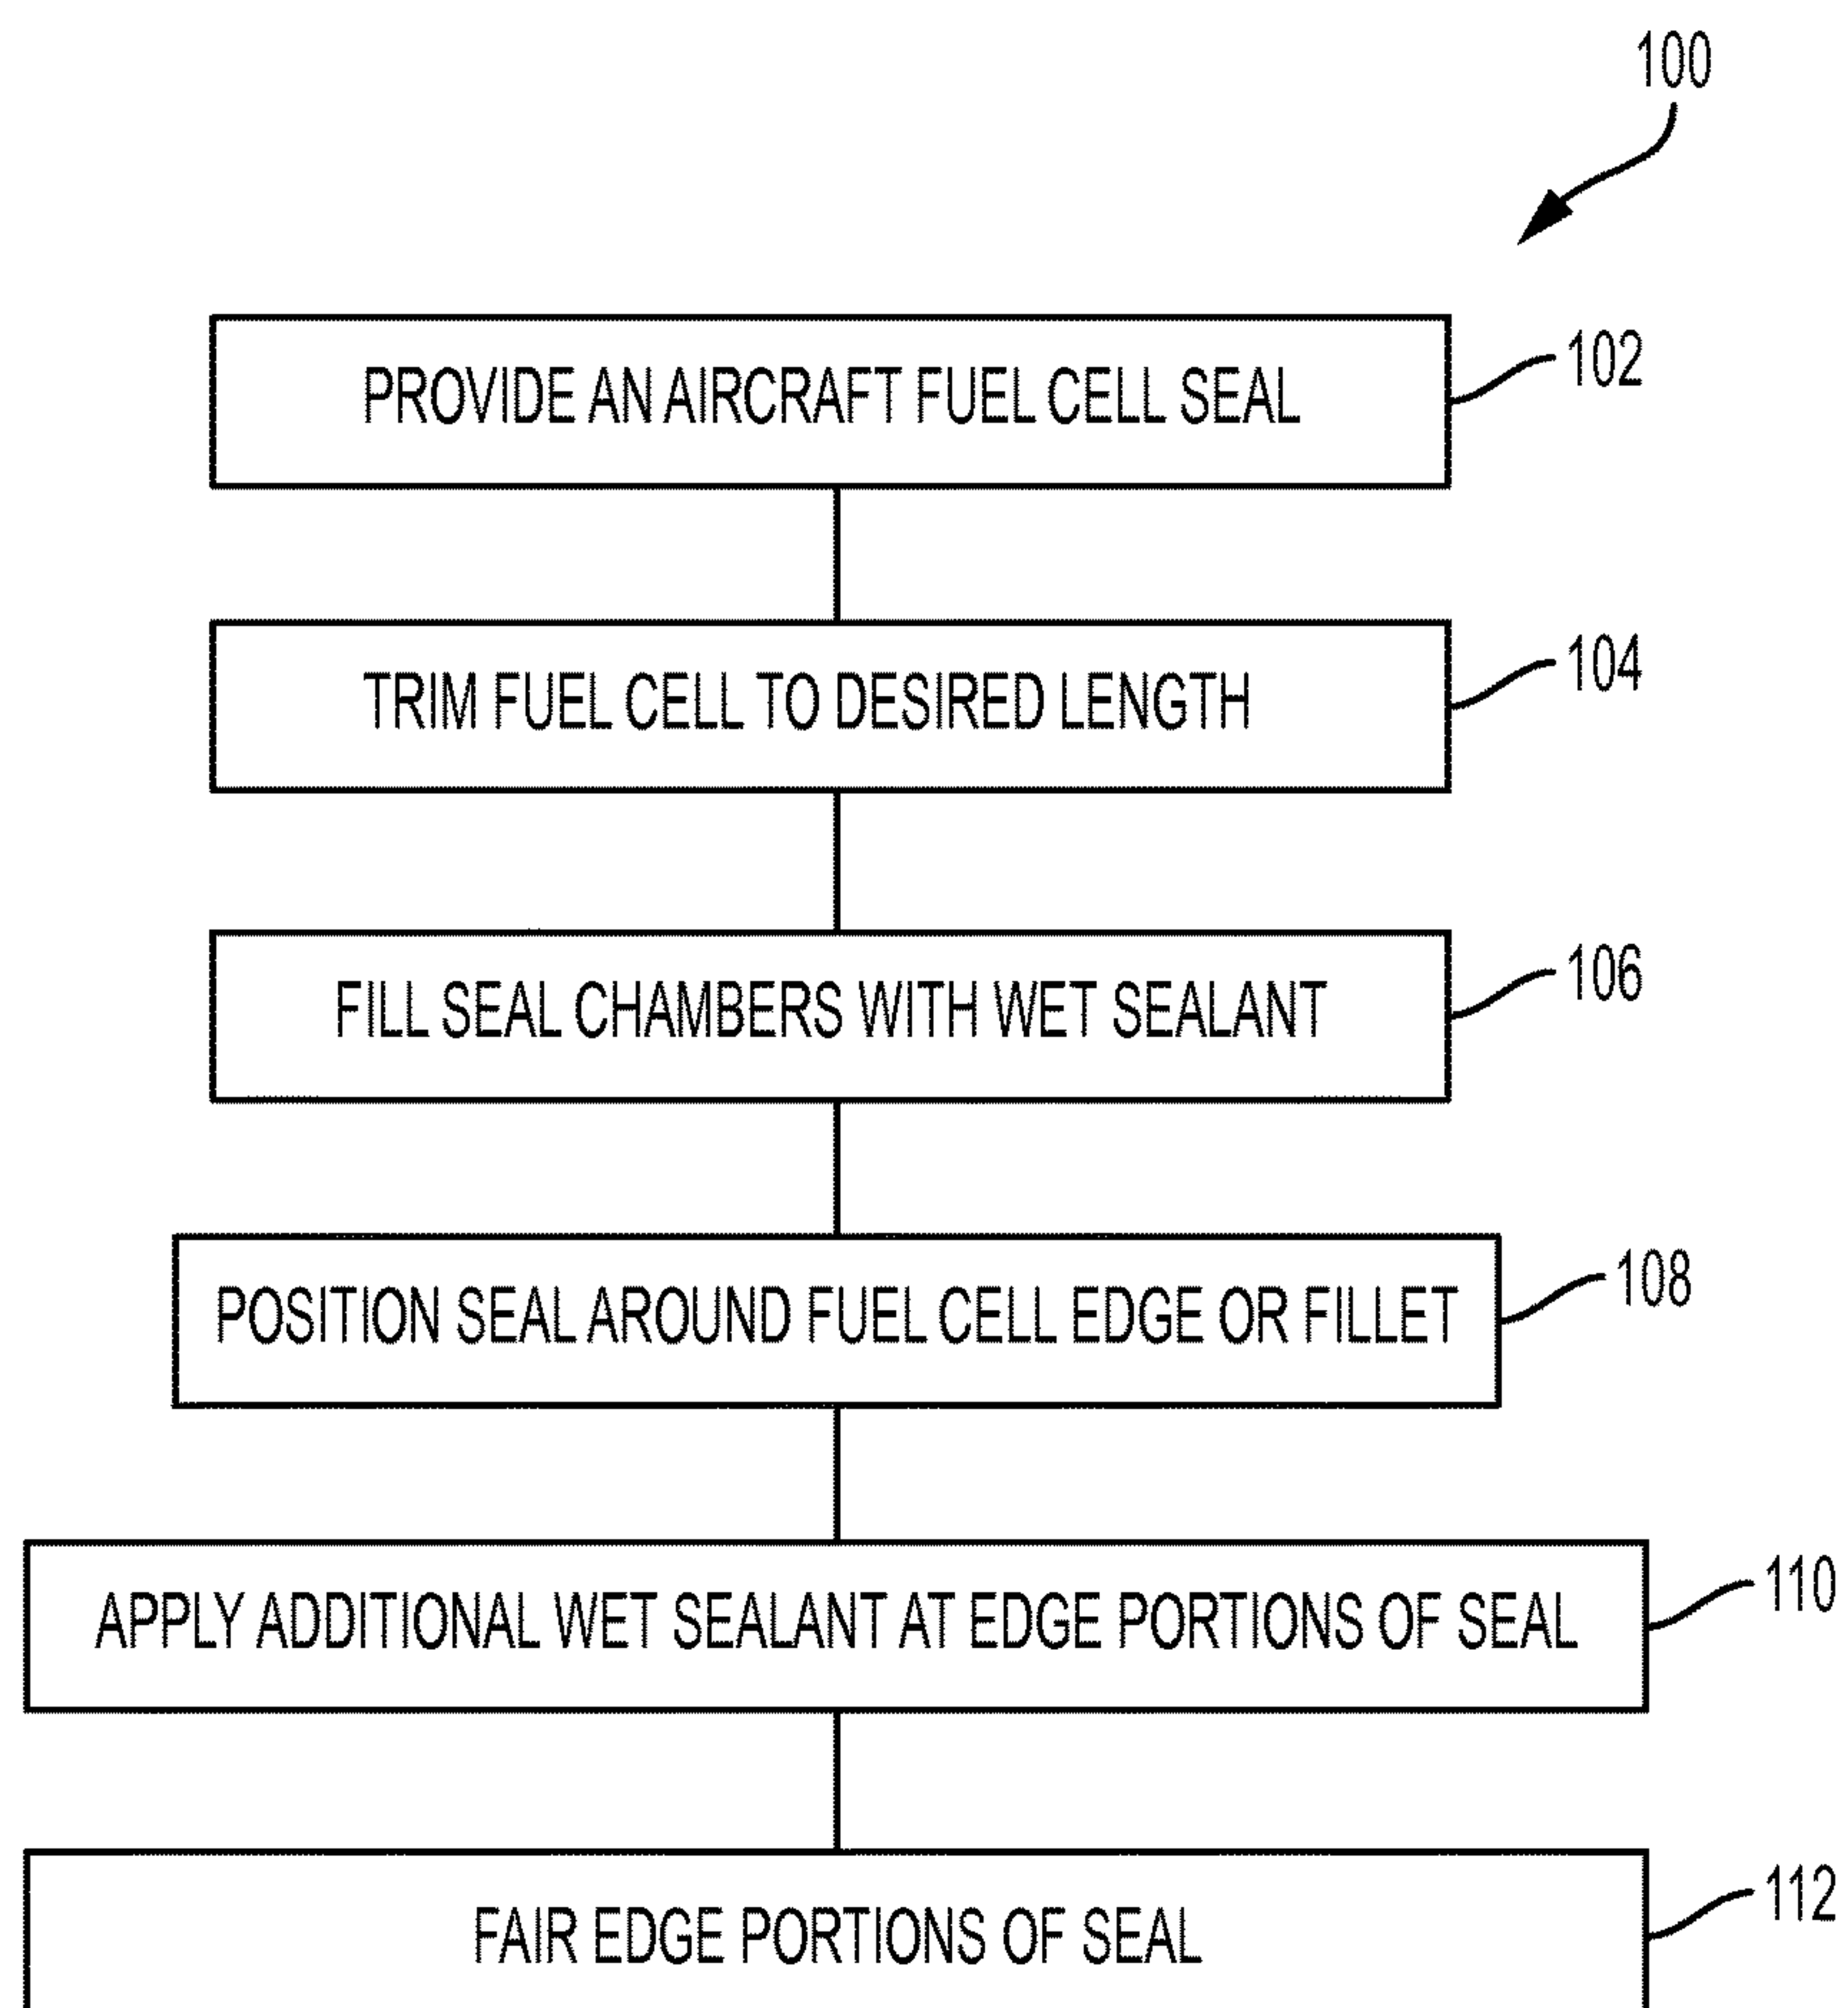 100
PROVIDE AN AIRCRAFT FUEL CELL SEAL
102
TRIM FUEL CELL TO DESIRED LENGTH
104
FILL SEAL CHAMBERS WITH WET SEALANT
106
POSITION SEAL AROUND FUEL CELL EDGE OR FILLET
108
APPLY ADDITIONAL WET SEALANT AT EDGE PORTIONS OF SEAL
110
FAIR EDGE PORTIONS OF SEAL
112